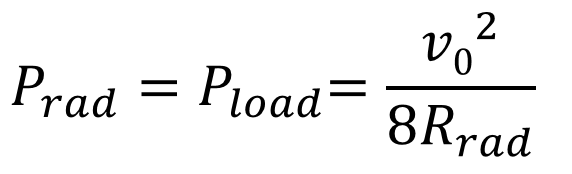 P_rad = P_load = v_0^2 / 8R_rad